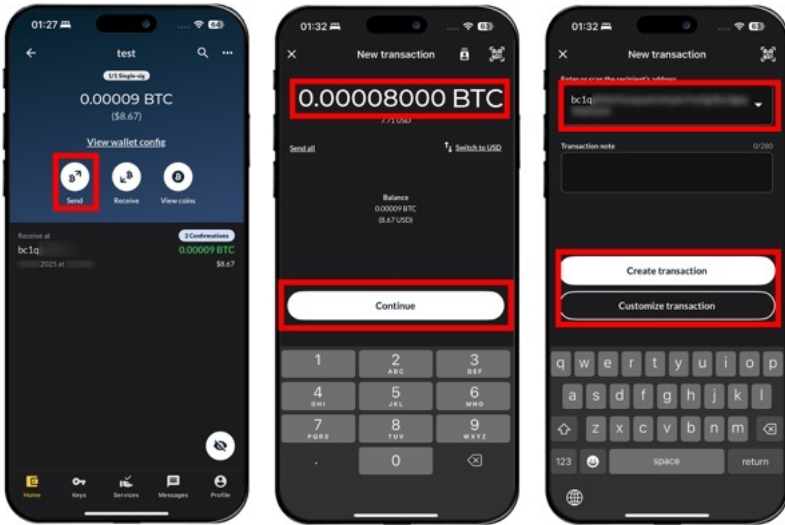 01:27
64
test
1/1 Single-sig
0.00009 BTC
($8.67)
View wallet config
Send
Receive
View coins
Receive at
2 Confirmations
bc1q
0.00009 BTC
2025 at
$8.67
Home
Keys
Services
Messages
Profile
01:32
63
New transaction
0.00008000 BTC
7.71 USD
Send all
Switch to USD
Balance
0.00009 BTC
(8.67 USD)
Continue
1
2
ABC
3
DEF
4
GHI
5
JKL
6
MNO
7
PQRS
8
TUV
9
WXYZ
.
0
01:32
63
New transaction
Enter or scan the recipient's address
bc1q
Transaction note
0/280
Create transaction
Customize transaction
q w e r t y u i o p
a s d f g h j k l
z x c v b n m
123
space
return